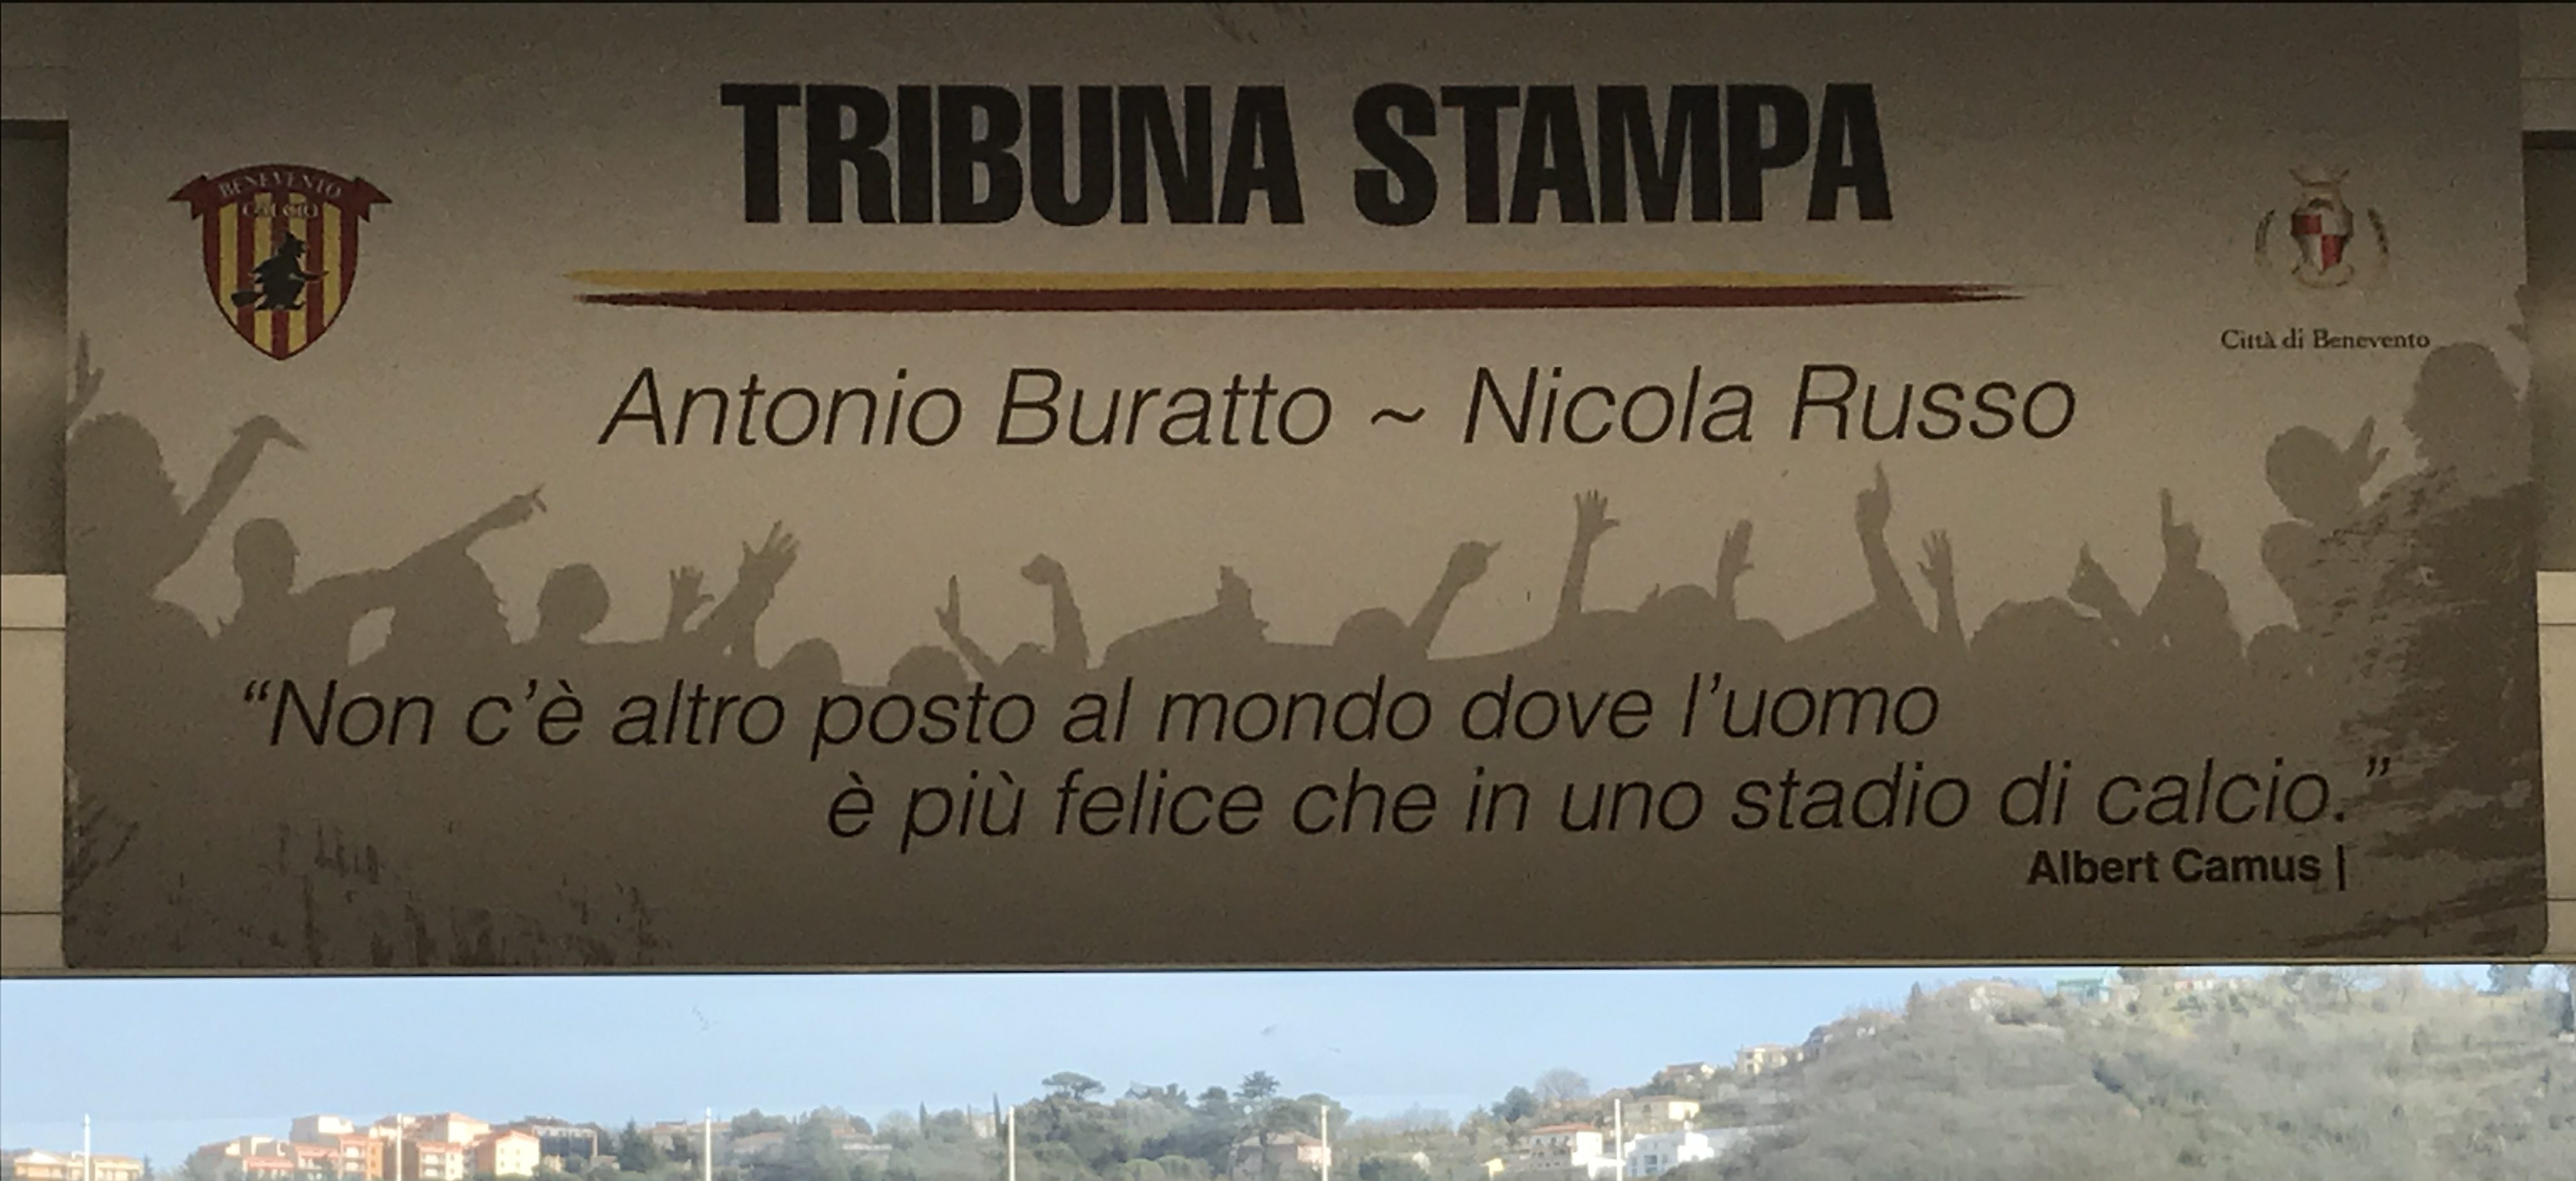 TRIBUNA STAMPA
BENEVENTO
CALCIO
Città di Benevento
Antonio Buratto ~ Nicola Russo
“Non c’è altro posto al mondo dove l’uomo
è più felice che in uno stadio di calcio.”
Albert Camus |